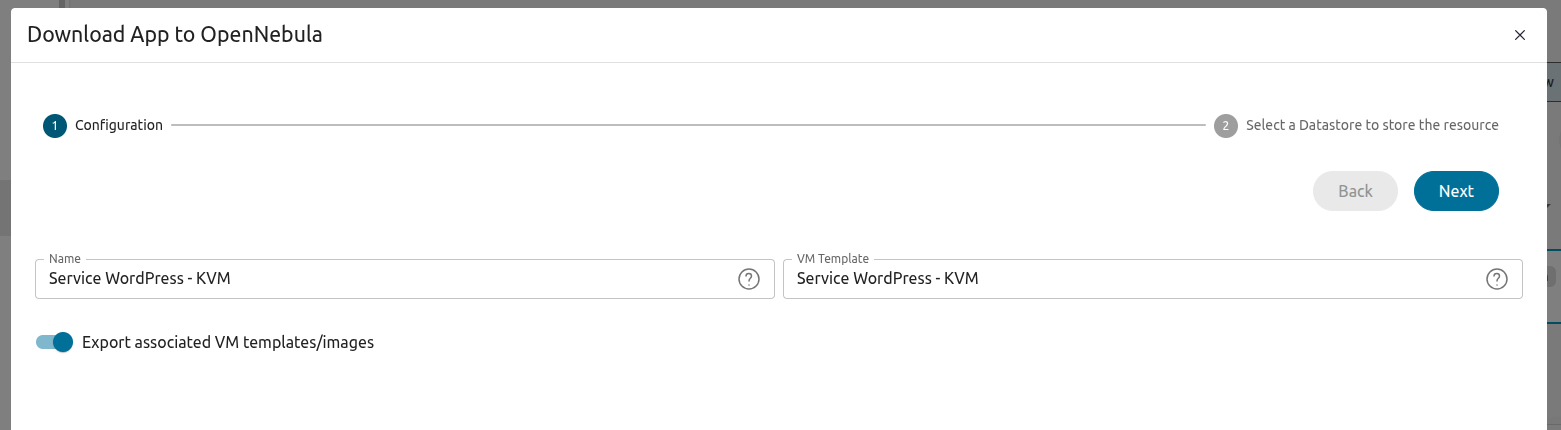 Download App to OpenNebula
1 Configuration
2 Select a Datastore to store the resource
Back Next
Name
Service WordPress - KVM
VM Template
Service WordPress - KVM
Export associated VM templates/images